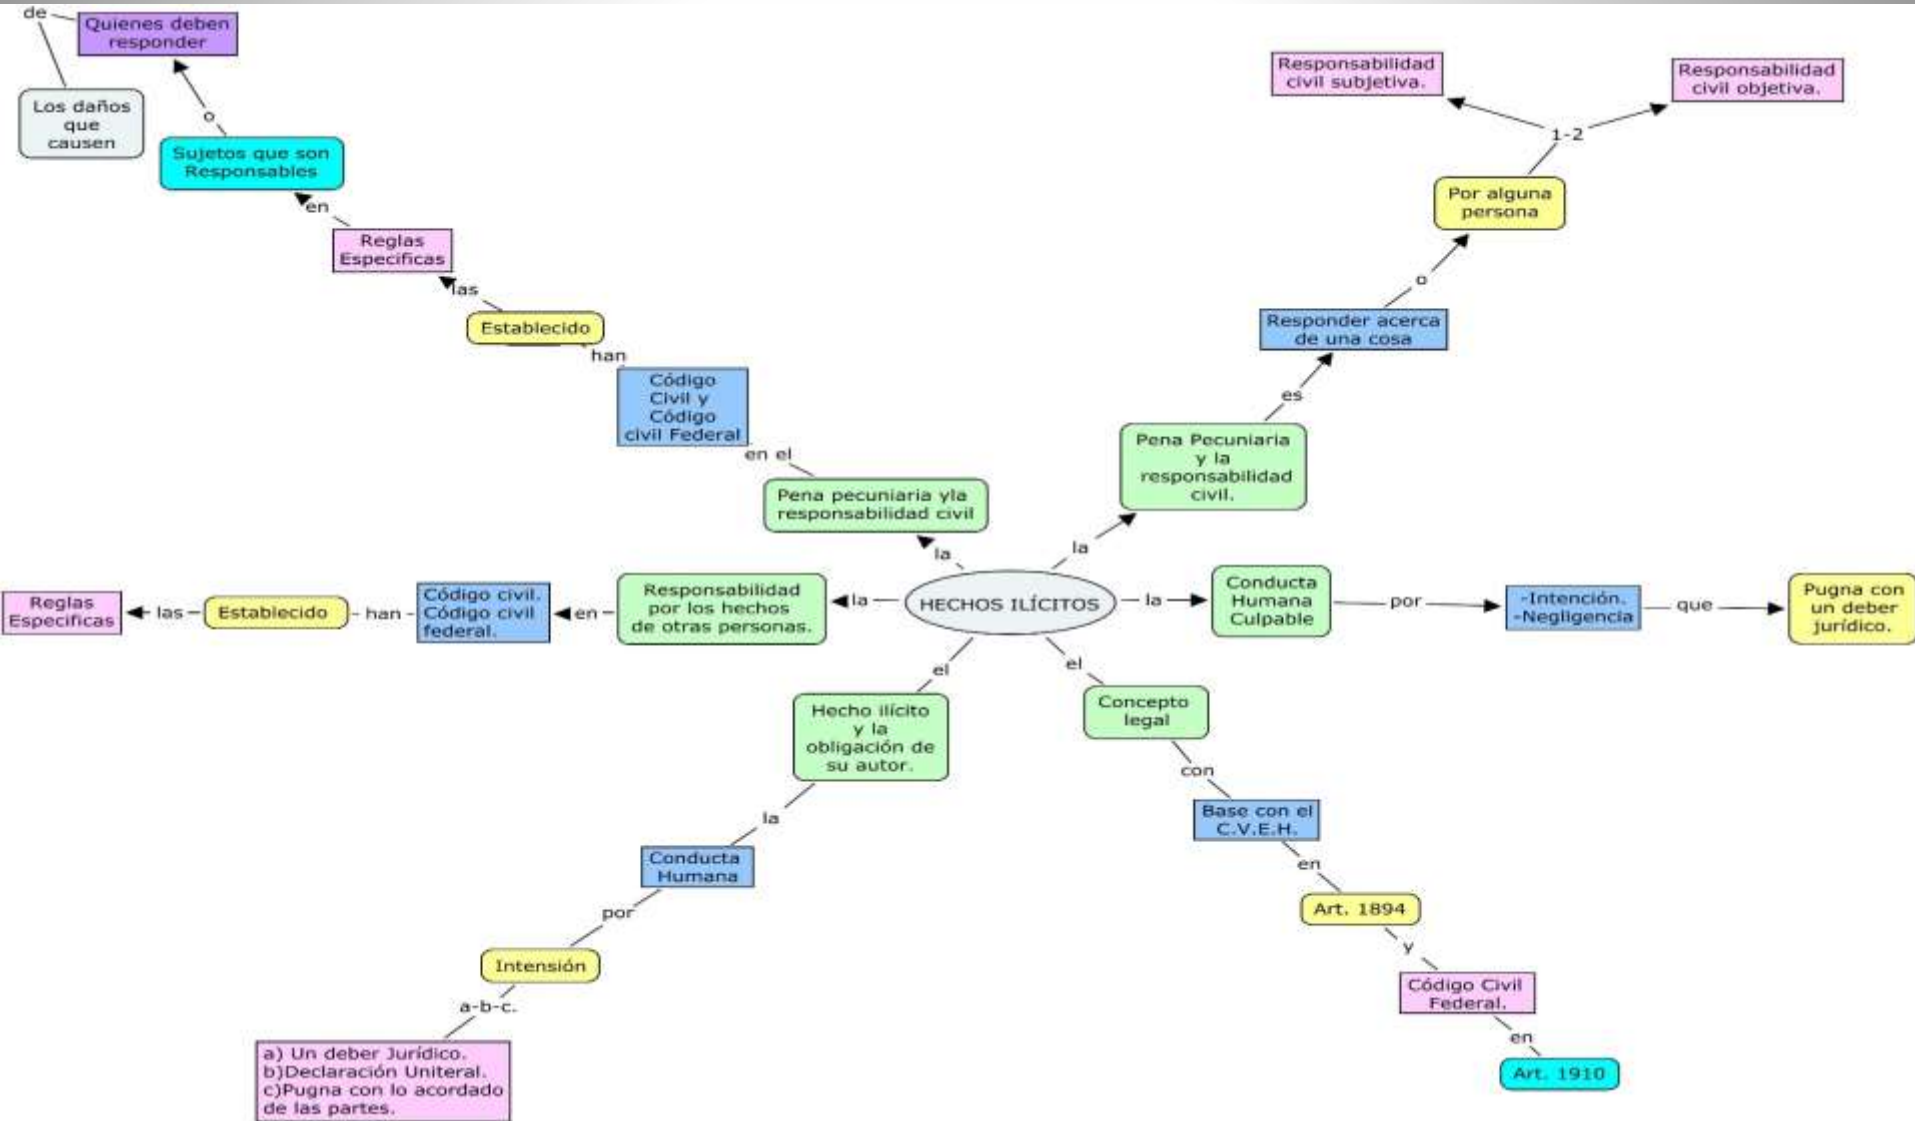 de
Quienes deben
responder
Los daños
que
causen
o
Sujetos que son
Responsables
en
Reglas
Especificas
las
Establecido
han
Código
Civil y
Código
civil Federal
en el
Pena pecuniaria yla
responsabilidad civil
la
Responsabilidad
civil subjetiva.
Responsabilidad
civil objetiva.
1-2
Por alguna
persona
o
Responder acerca
de una cosa
es
Pena Pecuniaria
y la
responsabilidad
civil.
la
Reglas
Especificas
las
Establecido
han
Código civil.
Código civil
federal.
en
Responsabilidad
por los hechos
de otras personas.
la
HECHOS ILÍCITOS
la
Conducta
Humana
Culpable
por
-Intención.
-Negligencia
que
Pugna con
un deber
jurídico.
el
Hecho ilícito
y la
obligación de
su autor.
la
Conducta
Humana
por
Intensión
a-b-c.
a) Un deber Jurídico.
b)Declaración Uniteral.
c)Pugna con lo acordado
de las partes.
el
Concepto
legal
con
Base con el
C.V.E.H.
en
Art. 1894
y
Código Civil
Federal.
en
Art. 1910